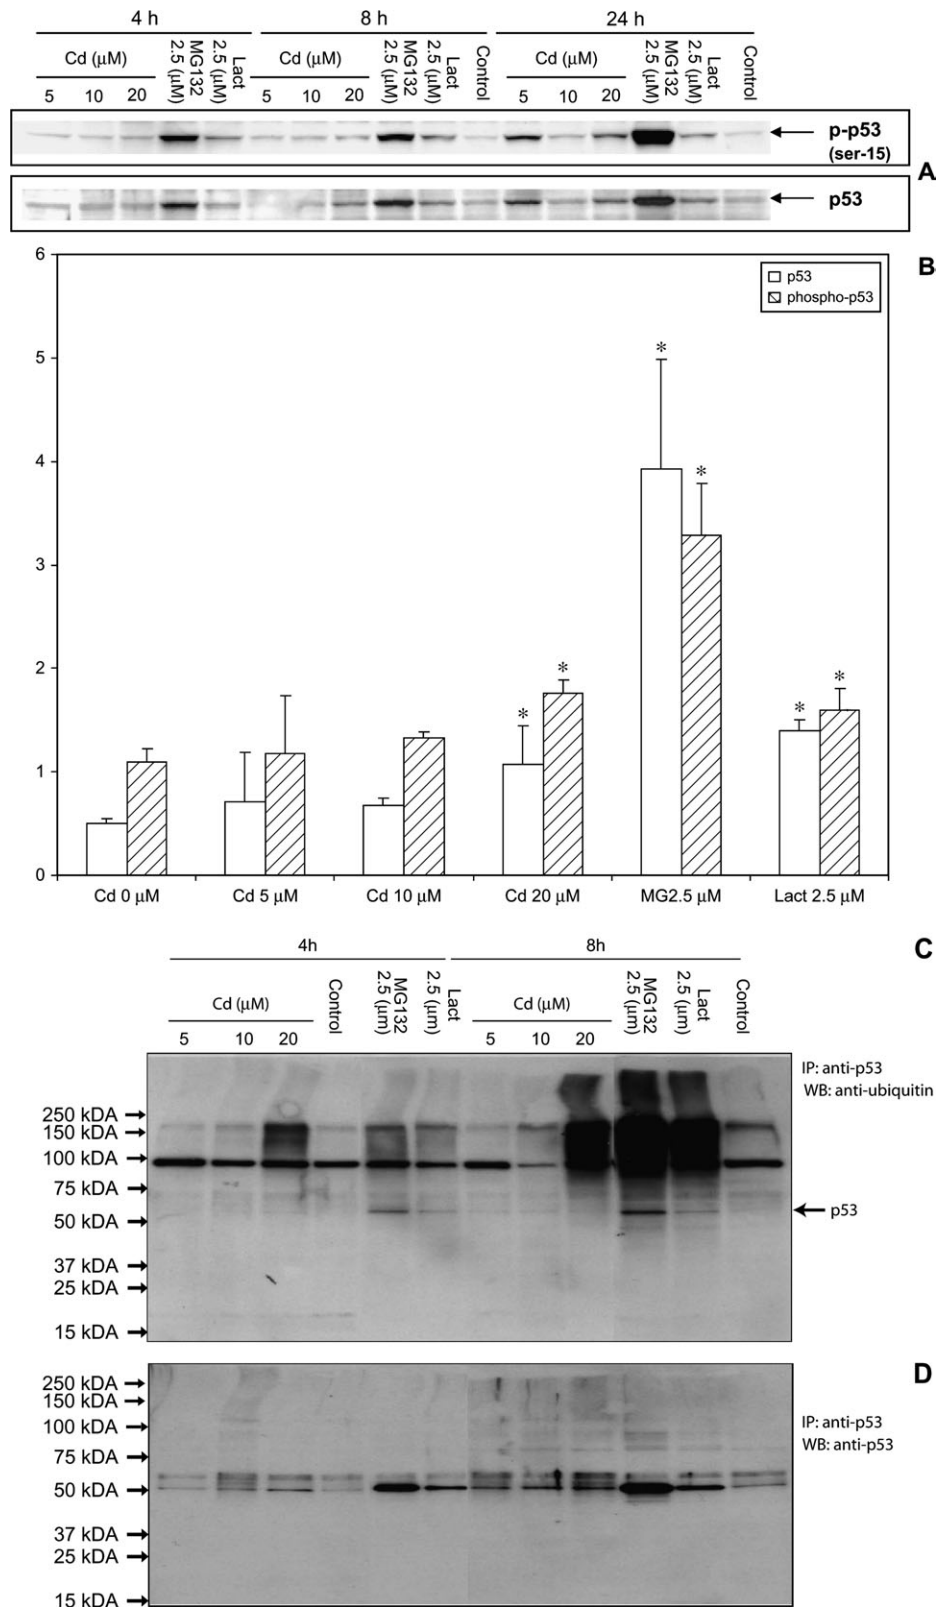 4 h 8 h 24 h
Cd (µM) MG132 2.5 (µM) Lact 2.5 (µM) Cd (µM) MG132 2.5 (µM) Lact 2.5 (µM) Control Cd (µM) MG132 2.5 (µM) Lact 2.5 (µM) Control
5 10 20 5 10 20 5 10 20
p-p53
(ser-15)
A
p53
B
6
5
4
3
2
1
0
p53
phospho-p53
* * * * * *
Cd 0 µM Cd 5 µM Cd 10 µM Cd 20 µM MG2.5 µM Lact 2.5 µM
C
4h 8h
Cd (µM) Control MG132 2.5 (µm) Lact 2.5 (µm) Cd (µM) MG132 2.5 (µm) Lact 2.5 (µm) Control
5 10 20 5 10 20
IP: anti-p53
WB: anti-ubiquitin
250 kDA
150 kDA
100 kDA
75 kDA
50 kDA
p53
37 kDA
25 kDA
15 kDA
D
250 kDA
150 kDA
100 kDA
IP: anti-p53
WB: anti-p53
75 kDA
50 kDA
37 kDA
25 kDA
15 kDA